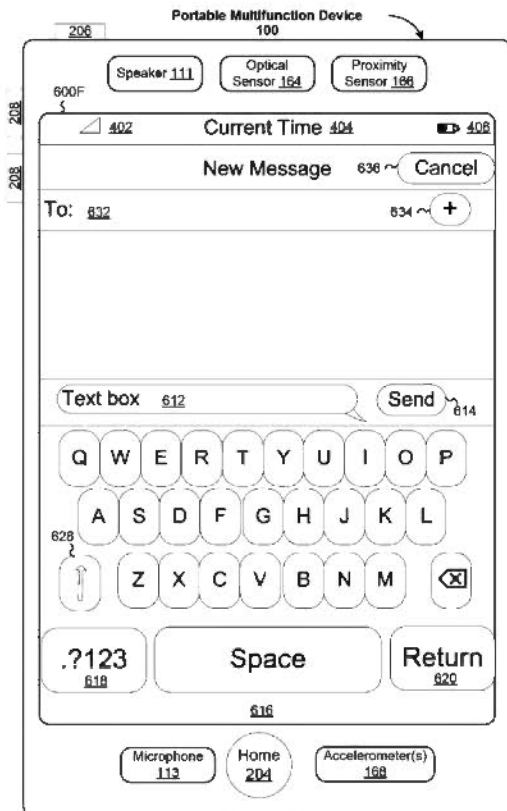 206
Portable Multifunction Device
100
Speaker 111
Optical
Sensor 164
Proximity
Sensor 166
600F
208
208
402
Current Time 404
406
New Message
636
Cancel
To: 632
634
+
Text box 612
Send
614
Q W E R T Y U I O P
A S D F G H J K L
628
Z X C V B N M
.?123
618
Space
Return
620
616
Microphone
113
Home
204
Accelerometer(s)
168